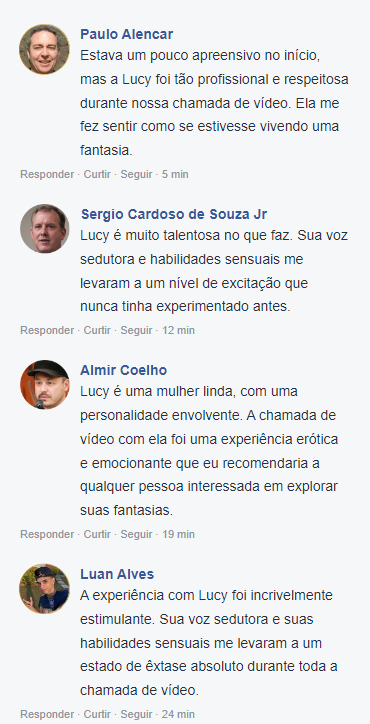 Paulo Alencar
Estava um pouco apreensivo no início,
mas a Lucy foi tão profissional e respeitosa
durante nossa chamada de vídeo. Ela me
fez sentir como se estivesse vivendo uma
fantasia.
Responder · Curtir · Seguir · 5 min
Sergio Cardoso de Souza Jr
Lucy é muito talentosa no que faz. Sua voz
sedutora e habilidades sensuais me
levaram a um nível de excitação que
nunca tinha experimentado antes.
Responder · Curtir · Seguir · 12 min
Almir Coelho
Lucy é uma mulher linda, com uma
personalidade envolvente. A chamada de
vídeo com ela foi uma experiência erótica
e emocionante que eu recomendaria a
qualquer pessoa interessada em explorar
suas fantasias.
Responder · Curtir · Seguir · 19 min
Luan Alves
A experiência com Lucy foi incrivelmente
estimulante. Sua voz sedutora e suas
habilidades sensuais me levaram a um
estado de êxtase absoluto durante toda a
chamada de vídeo.
Responder · Curtir · Seguir · 24 min